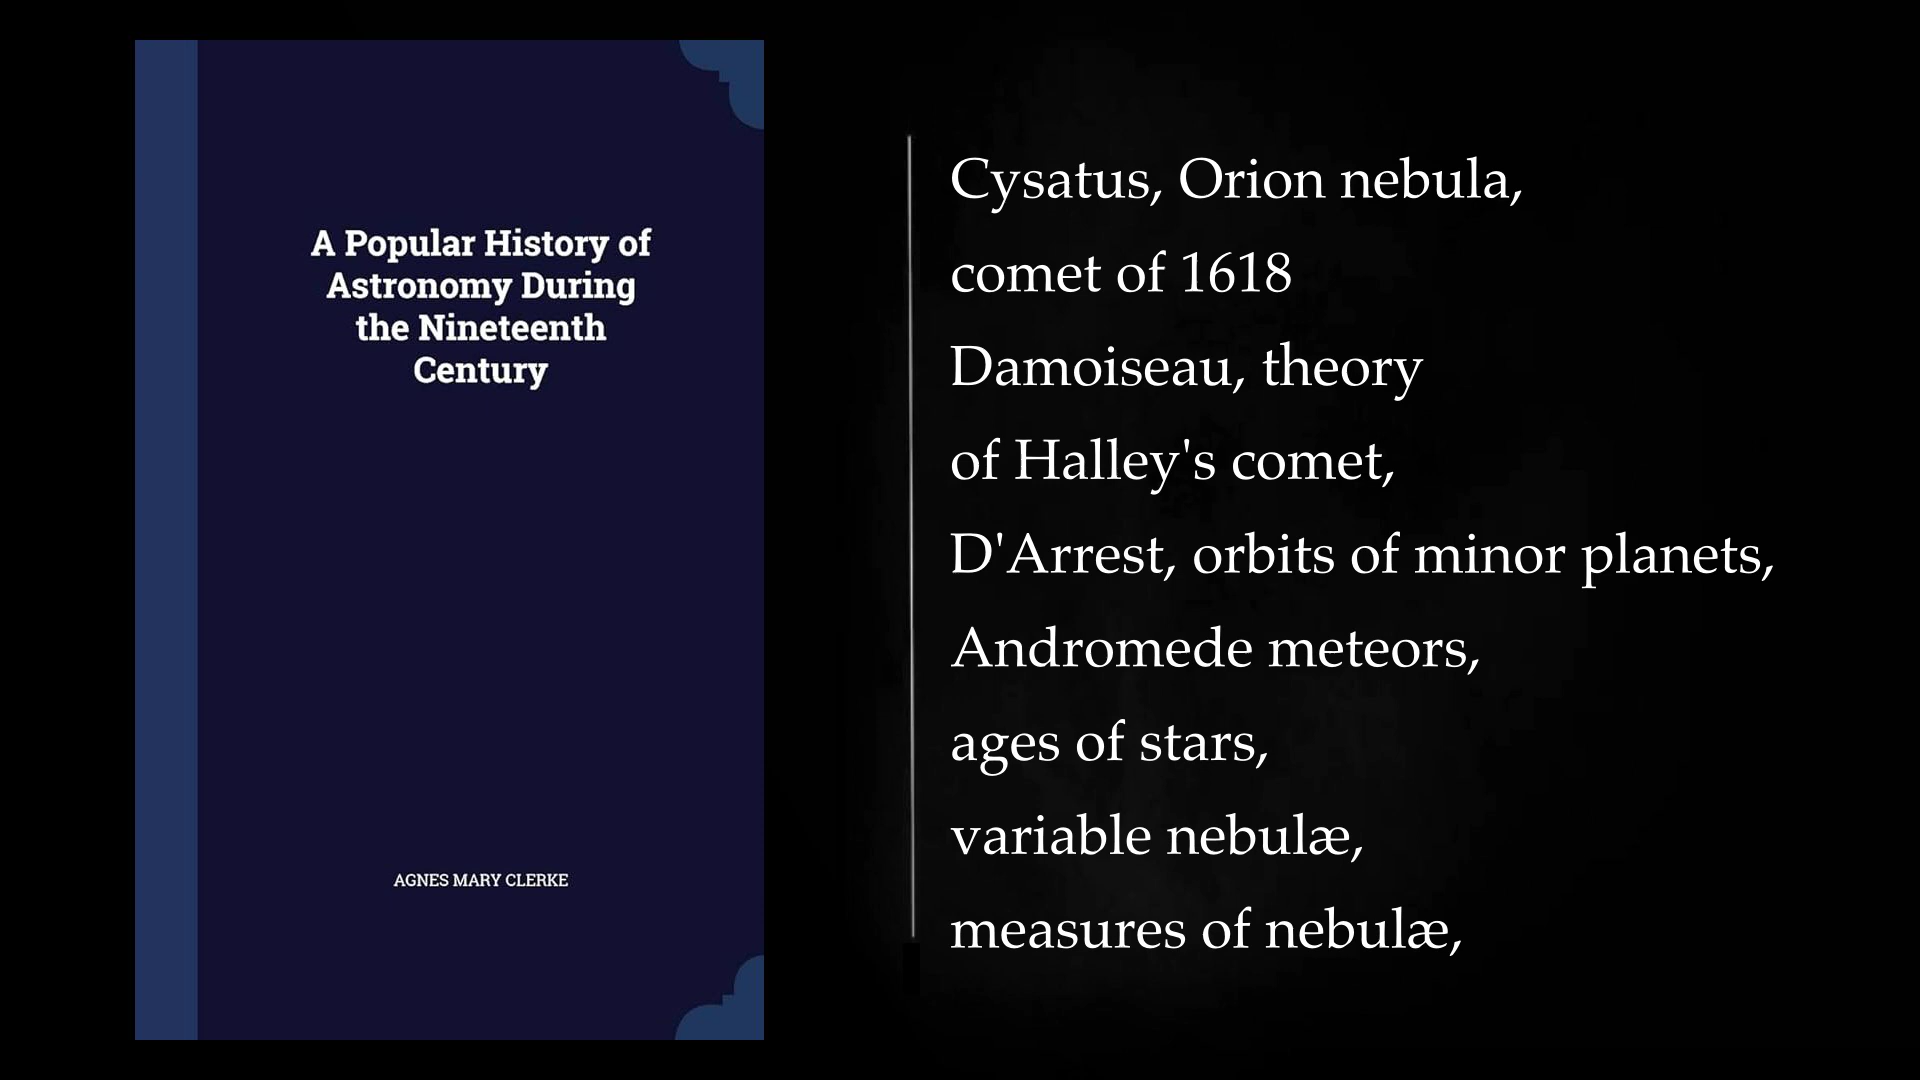 A Popular History of
Astronomy During
the Nineteenth
Century
AGNES MARY CLERKE
Cysatus, Orion nebula,
comet of 1618
Damoiseau, theory
of Halley's comet,
D'Arrest, orbits of minor planets,
Andromede meteors,
ages of stars,
variable nebulæ,
measures of nebulæ,